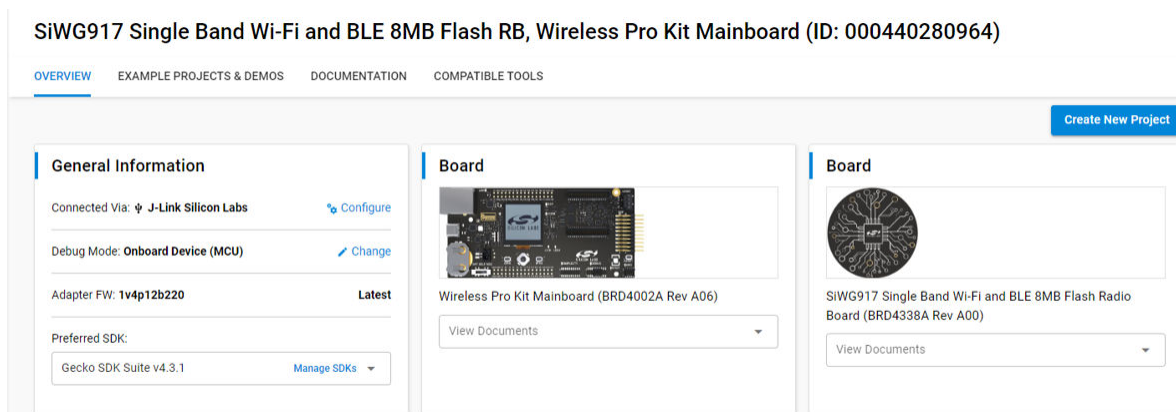 SiWG917 Single Band Wi-Fi and BLE 8MB Flash RB, Wireless Pro Kit Mainboard (ID: 000440280964)
OVERVIEW EXAMPLE PROJECTS & DEMOS DOCUMENTATION COMPATIBLE TOOLS
Create New Project
General Information
Connected Via: J-Link Silicon Labs Configure
Debug Mode: Onboard Device (MCU) Change
Adapter FW: 1v4p12b220 Latest
Preferred SDK:
Gecko SDK Suite v4.3.1 Manage SDKs
Board
SILICON LABS
Wireless Pro Kit Mainboard (BRD4002A Rev A06)
View Documents
Board
SiWG917 Single Band Wi-Fi and BLE 8MB Flash Radio
Board (BRD4338A Rev A00)
View Documents